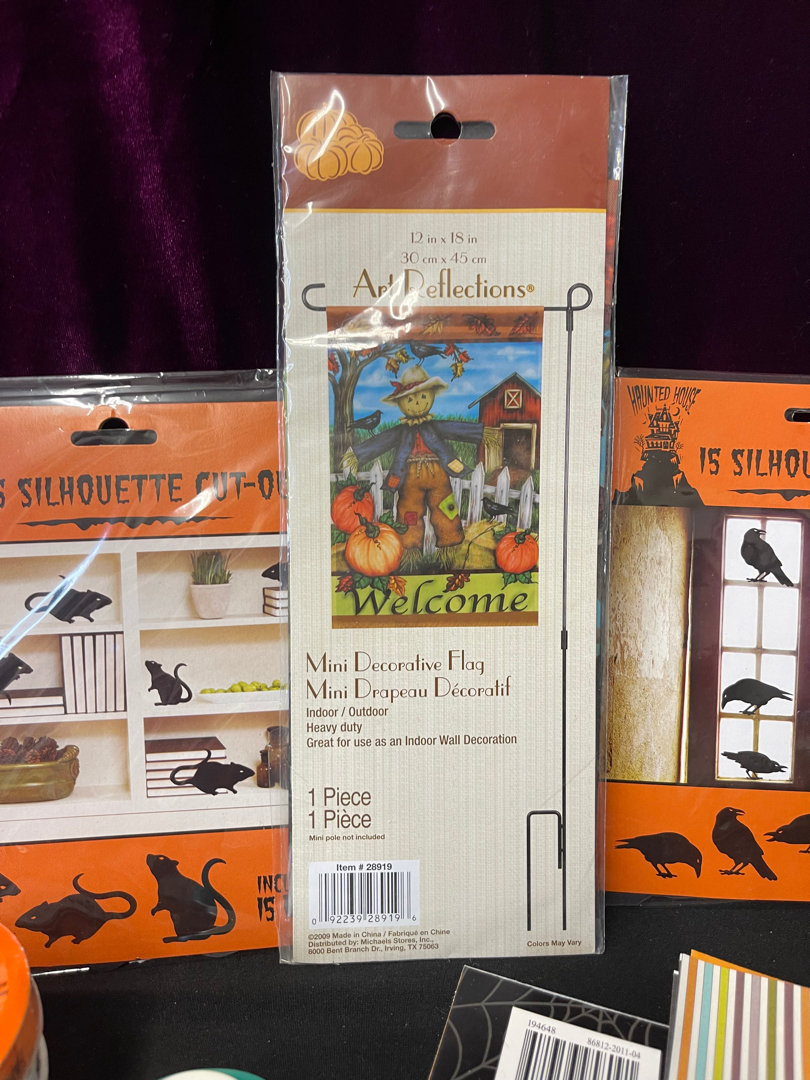 12 in x 18 in
30 cm x 45 cm
Art Reflections®
Welcome
Mini Decorative Flag
Mini Drapeau Décoratif
Indoor / Outdoor
Heavy duty
Great for use as an Indoor Wall Decoration
1 Piece
1 Pièce
Mini pole not included
Item # 28919
0 92239 28919 6
©2009 Made in China / Fabriqué en Chine
Distributed by: Michaels Stores, Inc.,
8000 Bent Branch Dr., Irving, TX 75063
Colors May Vary
5 SILHOUETTE CUT-OU
INCL
15
HAUNTED HOUSE
15 SILHOU
194648
86812-2011-04